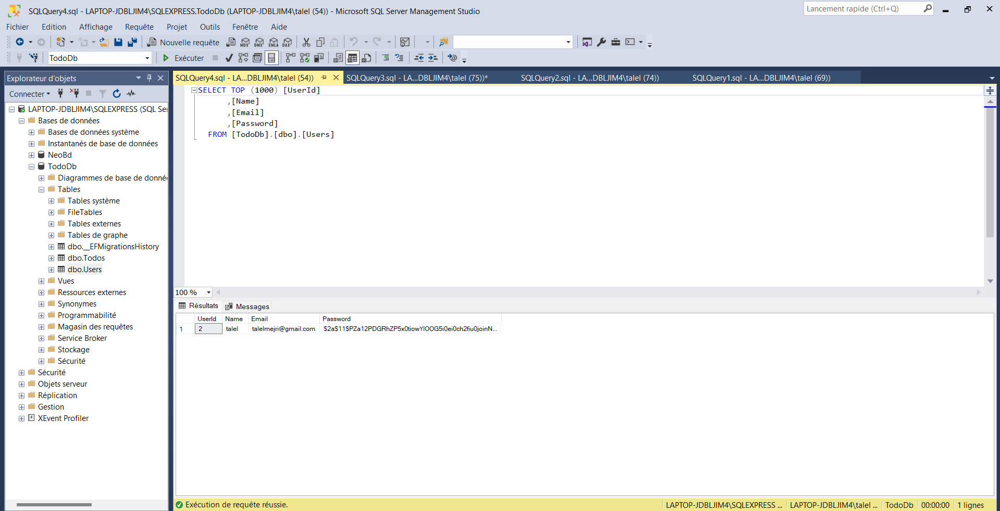 SQLQuery4.sql - LAPTOP-JDBLJIM4\SQLEXPRESS.TodoDb (LAPTOP-JDBLJIM4\talel (54)) - Microsoft SQL Server Management Studio
Lancement rapide (Ctrl+Q)
Fichier Edition Affichage Requête Projet Outils Fenêtre Aide
Nouvelle requête MDX DMX XMLA DAX
TodoDb Exécuter
Explorateur d'objets
SQLQuery4.sql - LA...DBLJIM4\talel (54)) SQLQuery3.sql - LA...DBLJIM4\talel (75))* SQLQuery2.sql - LA...DBLJIM4\talel (74)) SQLQuery1.sql - LA...DBLJIM4\talel (69))
Connecter
LAPTOP-JDBLJIM4\SQLEXPRESS (SQL Ser
Bases de données
Bases de données système
Instantanés de base de données
NeoBd
TodoDb
Diagrammes de base de donnée
Tables
Tables système
FileTables
Tables externes
Tables de graphe
dbo.__EFMigrationsHistory
dbo.Todos
dbo.Users
Vues
Ressources externes
Synonymes
Programmabilité
Magasin des requêtes
Service Broker
Stockage
Sécurité
Sécurité
Objets serveur
Réplication
Gestion
XEvent Profiler
SELECT TOP (1000) [UserId]
,[Name]
,[Email]
,[Password]
FROM [TodoDb].[dbo].[Users]
100 %
Résultats Messages
UserId Name Email Password
1 2 talel talelmejri@gmail.com $2a$11$PZa12PDGRhZP5x0tiowYlOOG5i0ei0ch2fiu0joinN...
Exécution de requête réussie.
LAPTOP-JDBLJIM4\SQLEXPRESS ... LAPTOP-JDBLJIM4\talel ... TodoDb 00:00:00 1 lignes